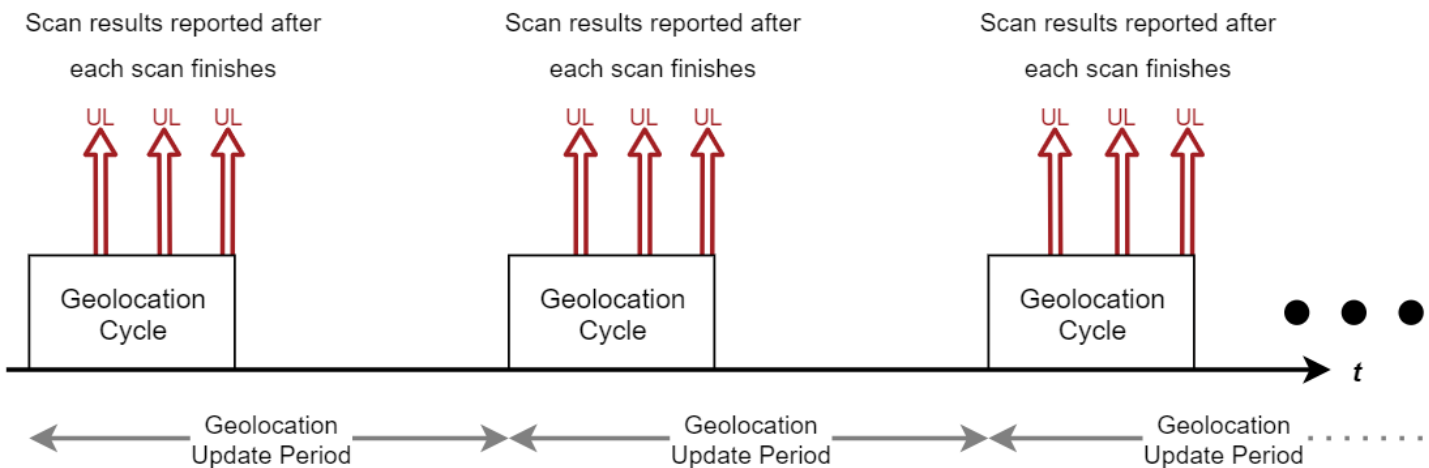 Scan results reported after
each scan finishes
Scan results reported after
each scan finishes
Scan results reported after
each scan finishes
UL UL UL
UL UL UL
UL UL UL
Geolocation
Cycle
Geolocation
Cycle
Geolocation
Cycle
t
Geolocation
Update Period
Geolocation
Update Period
Geolocation
Update Period